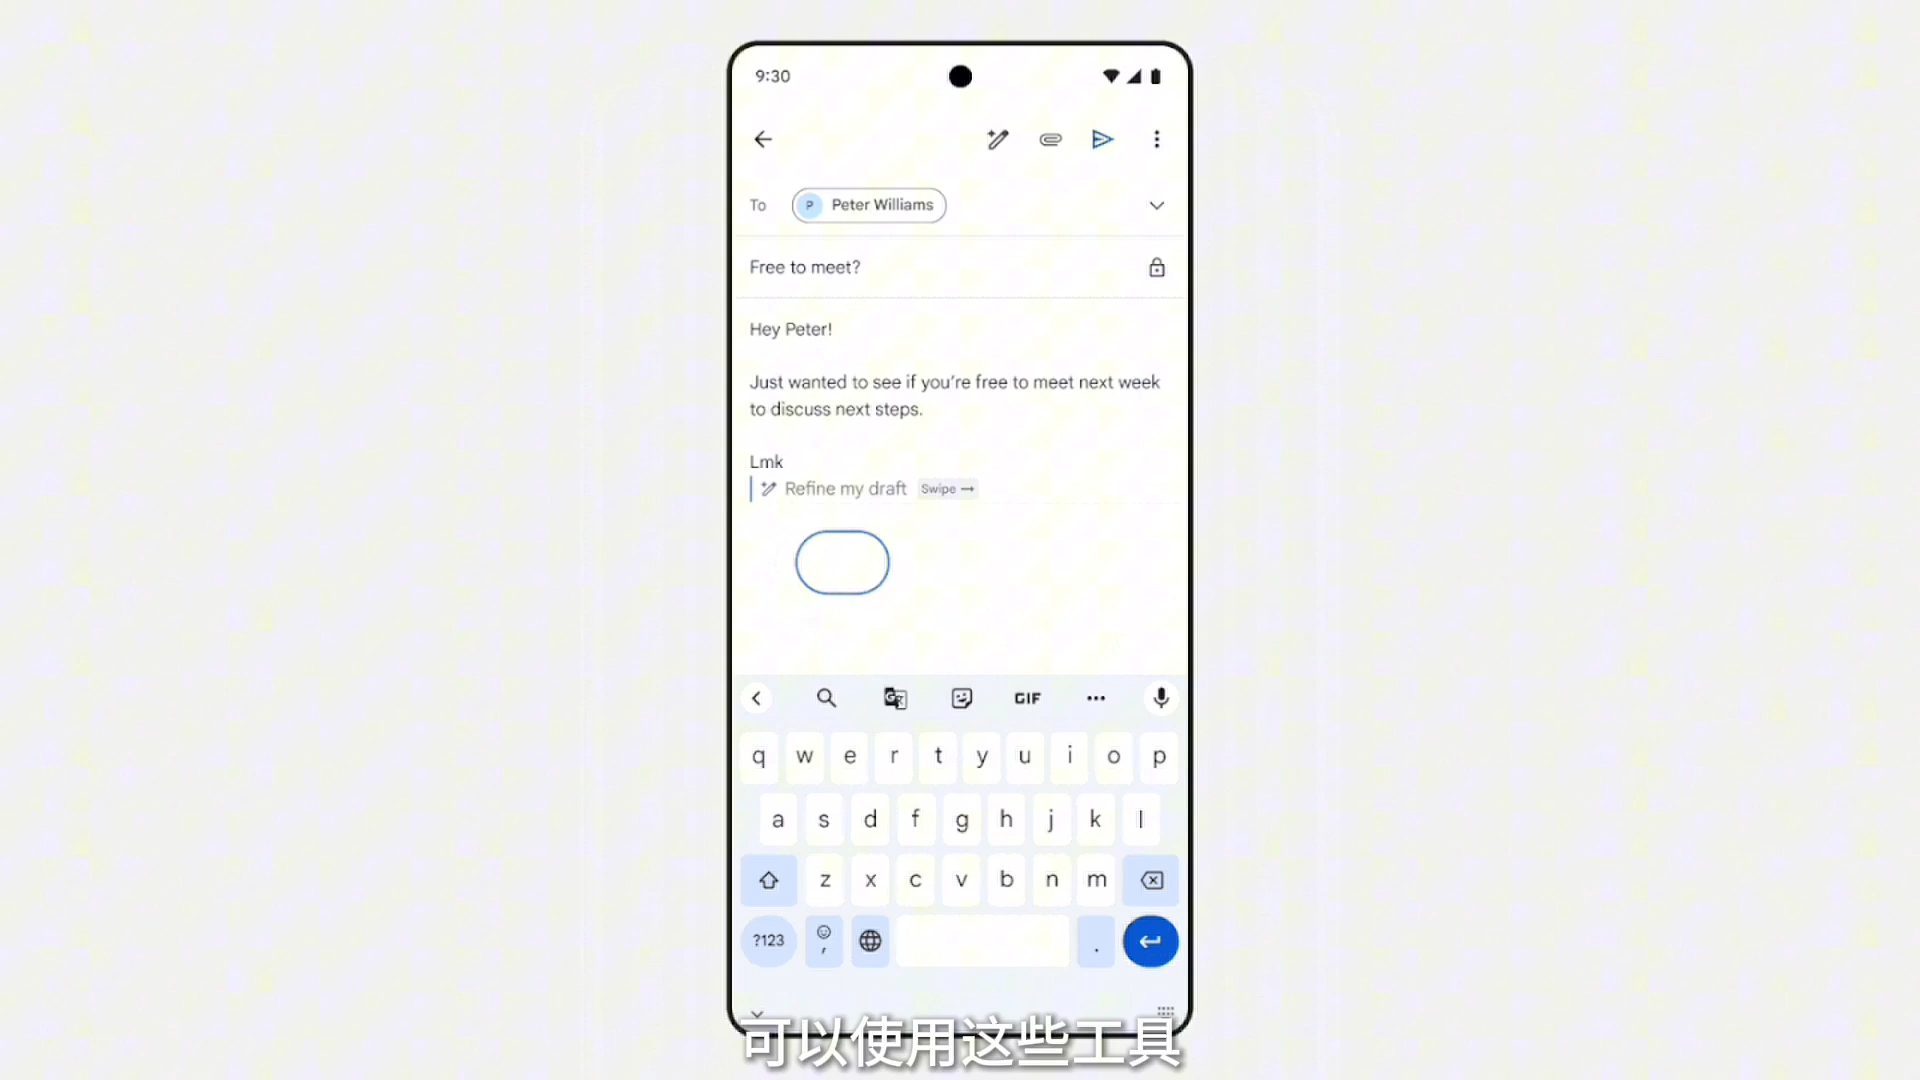 9:30
To
P
Peter Williams
Free to meet?
Hey Peter!
Just wanted to see if you're free to meet next week
to discuss next steps.
Lmk
Refine my draft Swipe →
GIF
q w e r t y u i o p
a s d f g h j k l
z x c v b n m
?123 , .
可以使用这些工具